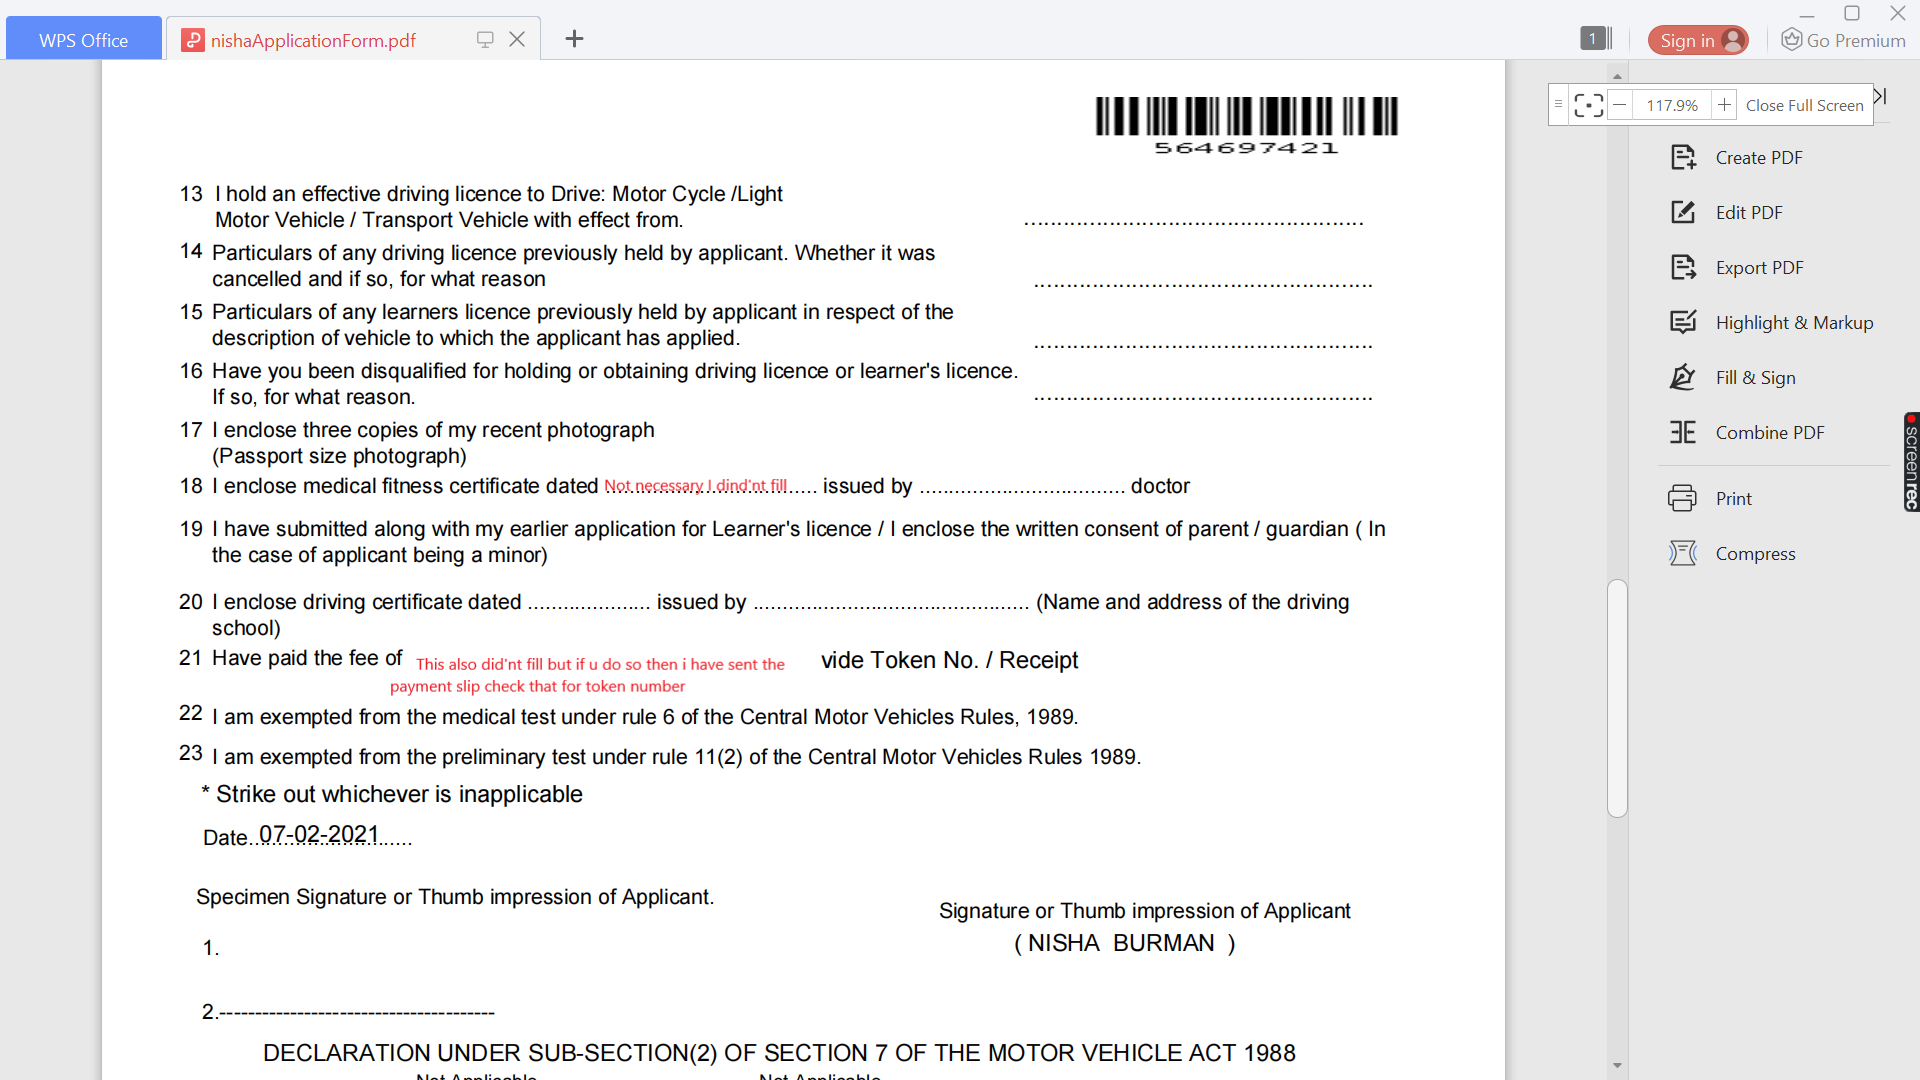 WPS Office
nishaApplicationForm.pdf
1
Sign in
Go Premium
117.9%
Close Full Screen
564697421
13 I hold an effective driving licence to Drive: Motor Cycle /Light
Motor Vehicle / Transport Vehicle with effect from. ....................................................
14 Particulars of any driving licence previously held by applicant. Whether it was
cancelled and if so, for what reason ....................................................
15 Particulars of any learners licence previously held by applicant in respect of the
description of vehicle to which the applicant has applied. ....................................................
16 Have you been disqualified for holding or obtaining driving licence or learner's licence.
If so, for what reason. ....................................................
17 I enclose three copies of my recent photograph
(Passport size photograph)
18 I enclose medical fitness certificate dated Not necessary I dind'nt fill ..... issued by ................................... doctor
19 I have submitted along with my earlier application for Learner's licence / I enclose the written consent of parent / guardian ( In
the case of applicant being a minor)
20 I enclose driving certificate dated ..................... issued by ............................................... (Name and address of the driving
school)
21 Have paid the fee of This also did'nt fill but if u do so then i have sent the vide Token No. / Receipt
payment slip check that for token number
22 I am exempted from the medical test under rule 6 of the Central Motor Vehicles Rules, 1989.
23 I am exempted from the preliminary test under rule 11(2) of the Central Motor Vehicles Rules 1989.
* Strike out whichever is inapplicable
Date..07-02-2021......
Specimen Signature or Thumb impression of Applicant.
Signature or Thumb impression of Applicant
( NISHA BURMAN )
1.
2.---------------------------------------
DECLARATION UNDER SUB-SECTION(2) OF SECTION 7 OF THE MOTOR VEHICLE ACT 1988
Not Applicable Not Applicable
Create PDF
Edit PDF
Export PDF
Highlight & Markup
Fill & Sign
Combine PDF
Print
Compress
screenrec